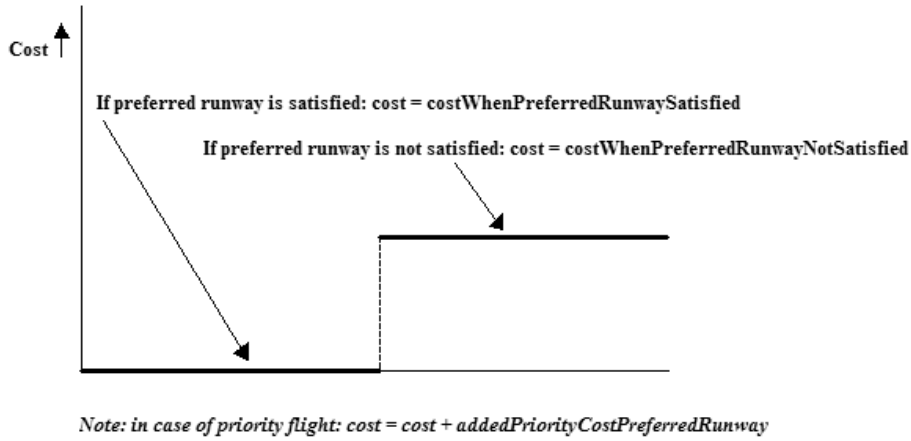 Cost
If preferred runway is satisfied: cost = costWhenPreferredRunwaySatisfied
If preferred runway is not satisfied: cost = costWhenPreferredRunwayNotSatisfied
Note: in case of priority flight: cost = cost + addedPriorityCostPreferredRunway